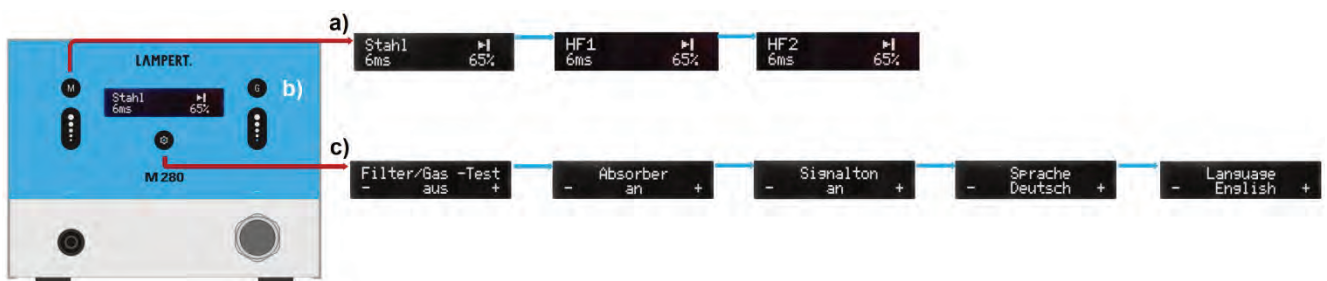 a)
Stahl ▶|
6ms 65%
HF1 ▶|
6ms 65%
HF2 ▶|
6ms 65%
LAMPERT.
M
G
b)
Stahl ▶|
6ms 65%
M 280
c)
Filter/Gas -Test
- aus +
Absorber
- an +
Signalton
- an +
Sprache
- Deutsch +
Language
- English +